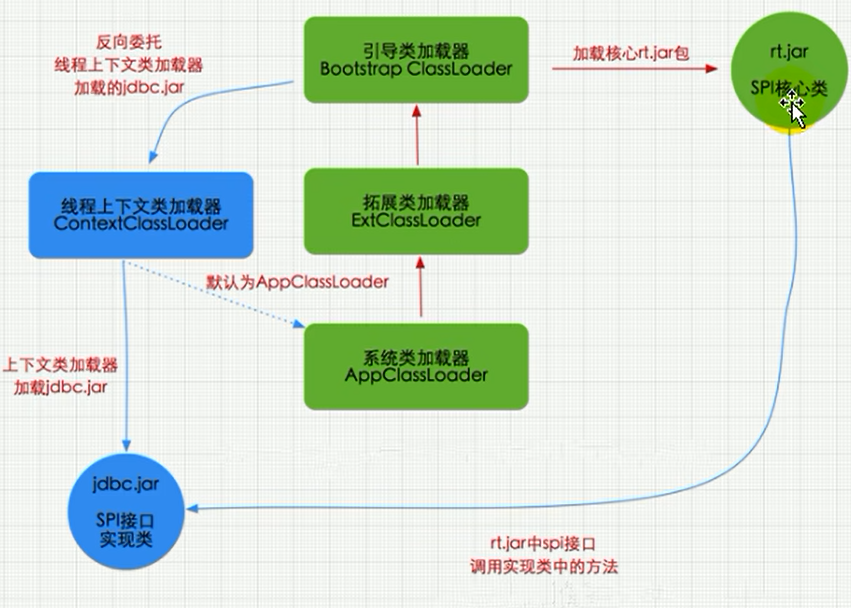 反向委托
线程上下文类加载器
加载的jdbc.jar
引导类加载器
Bootstrap ClassLoader
加载核心rt.jar包
rt.jar
SPI核心类
线程上下文类加载器
ContextClassLoader
拓展类加载器
ExtClassLoader
默认为AppClassLoader
系统类加载器
AppClassLoader
上下文类加载器
加载jdbc.jar
jdbc.jar
SPI接口
实现类
rt.jar中spi接口
调用实现类中的方法